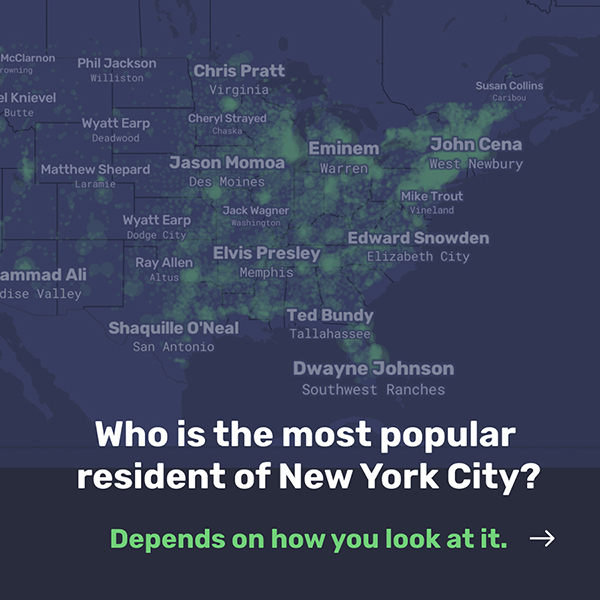 McClarnon
rowning
Phil Jackson
Williston
Chris Pratt
Virginia
Susan Collins
Caribou
el Knievel
Butte
Cheryl Strayed
Chaska
Wyatt Earp
Deadwood
Eminem
Warren
John Cena
West Newbury
Matthew Shepard
Laramie
Jason Momoa
Des Moines
Mike Trout
Vineland
Jack Wagner
Washington
Wyatt Earp
Dodge City
Edward Snowden
Elizabeth City
Elvis Presley
Memphis
Ray Allen
Altus
ammad Ali
dise Valley
Ted Bundy
Tallahassee
Shaquille O'Neal
San Antonio
Dwayne Johnson
Southwest Ranches
Who is the most popular
resident of New York City?
Depends on how you look at it. →